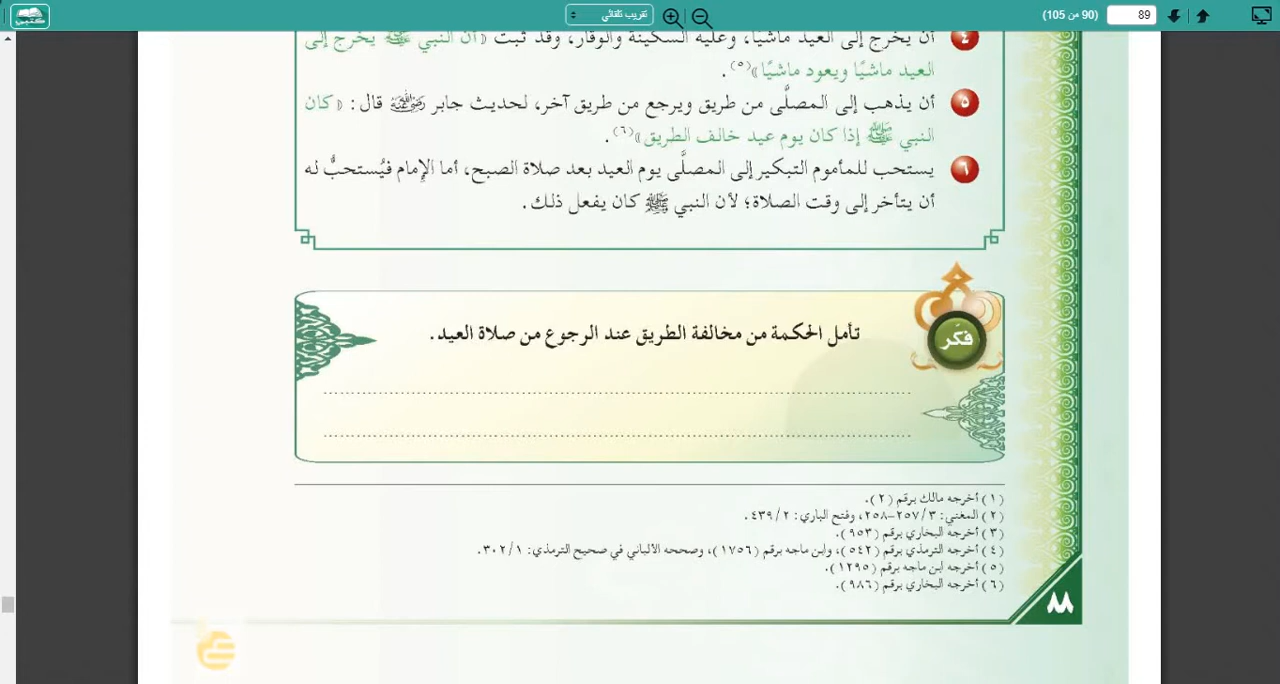 كتبي
تقريب تلقائي
(90 من 105)
89
٤ أن يخرج إلى العيد ماشيًا، وعليه السكينة والوقار، وقد ثبت «أن النبي ﷺ يخرج إلى
العيد ماشيًا ويعود ماشيًا»(٥).
٥ أن يذهب إلى المصلَّى من طريق ويرجع من طريق آخر، لحديث جابر رضي الله عنه قال: «كان
النبي ﷺ إذا كان يوم عيد خالف الطريق»(٦).
٦ يستحب للمأموم التبكير إلى المصلَّى يوم العيد بعد صلاة الصبح، أما الإمام فيُستحبُّ له
أن يتأخر إلى وقت الصلاة؛ لأن النبي ﷺ كان يفعل ذلك.
فكّر
تأمل الحكمة من مخالفة الطريق عند الرجوع من صلاة العيد.
(١) أخرجه مالك برقم (٢).
(٢) المغني: ٢٥٧/٣-٢٥٨، وفتح الباري: ٤٣٩/٢.
(٣) أخرجه البخاري برقم (٩٥٣).
(٤) أخرجه الترمذي برقم (٥٤٢)، وابن ماجه برقم (١٧٥٦)، وصححه الألباني في صحيح الترمذي: ٣٠٢/١.
(٥) أخرجه ابن ماجه برقم (١٢٩٥).
(٦) أخرجه البخاري برقم (٩٨٦).
٨٨